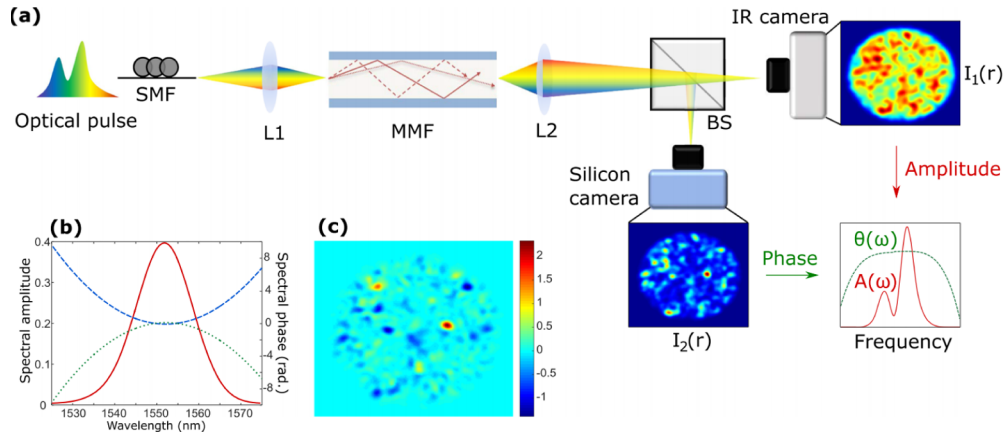 (a)
IR camera
I₁(r)
SMF
Optical pulse
L1
MMF
L2
BS
Silicon
camera
Amplitude
I₂(r)
Phase
θ(ω)
A(ω)
Frequency
(b)
Spectral amplitude
0.4
0.3
0.2
0.1
0
1530 1540 1550 1560 1570
Wavelength (nm)
8
4
0
-4
-8
Spectral phase (rad.)
(c)
2
1.5
1
0.5
0
-0.5
-1